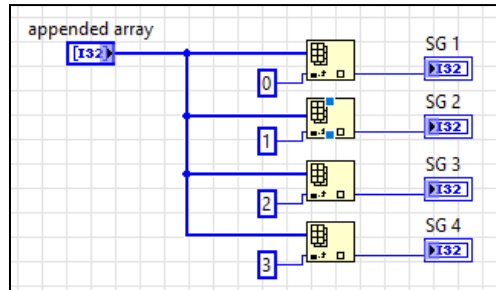 appended array
[I32]
SG 1
I32
0
SG 2
I32
1
SG 3
I32
2
SG 4
I32
3